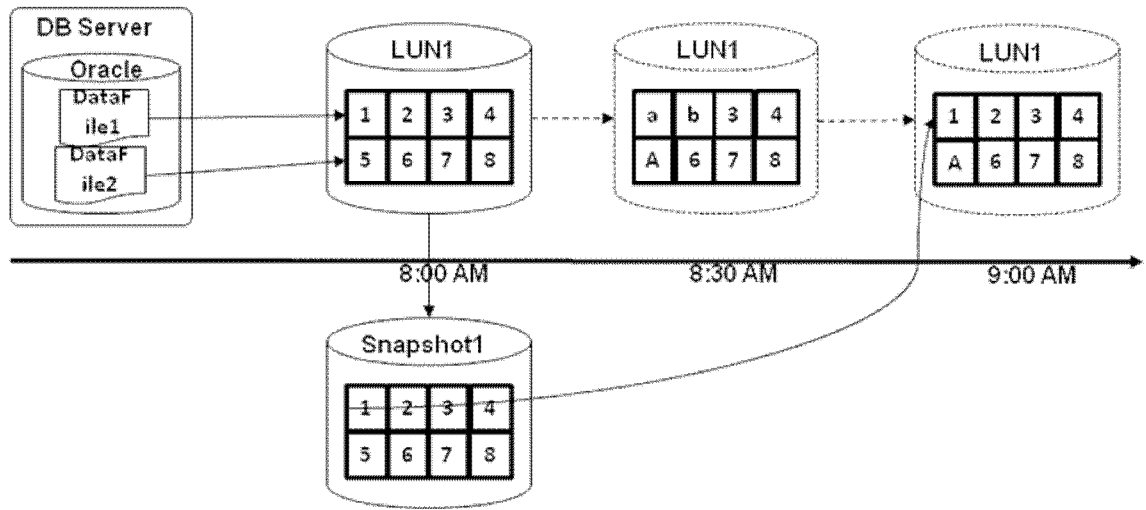 DB Server
Oracle
DataF
ile1
DataF
ile2
LUN1
1 2 3 4
5 6 7 8
LUN1
a b 3 4
A 6 7 8
LUN1
1 2 3 4
A 6 7 8
8:00 AM
8:30 AM
9:00 AM
Snapshot1
1 2 3 4
5 6 7 8